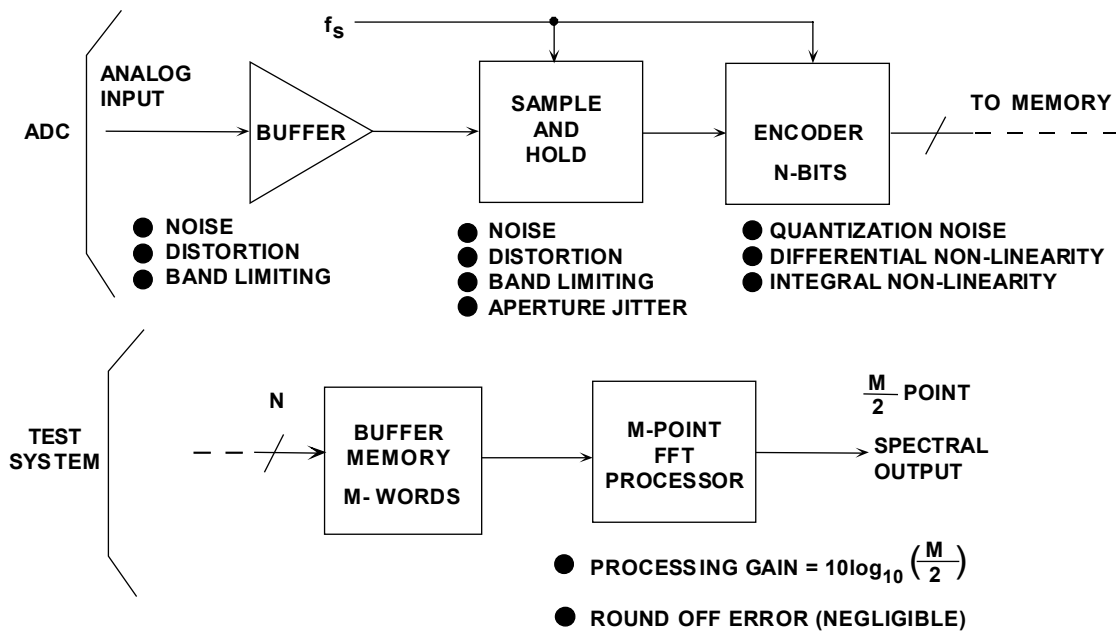 fs
ADC
ANALOG
INPUT
BUFFER
SAMPLE
AND
HOLD
ENCODER
N-BITS
TO MEMORY
● NOISE
● DISTORTION
● BAND LIMITING
● NOISE
● DISTORTION
● BAND LIMITING
● APERTURE JITTER
● QUANTIZATION NOISE
● DIFFERENTIAL NON-LINEARITY
● INTEGRAL NON-LINEARITY
TEST
SYSTEM
N
BUFFER
MEMORY
M- WORDS
M-POINT
FFT
PROCESSOR
M/2 POINT
SPECTRAL
OUTPUT
● PROCESSING GAIN = 10log10 (M/2)
● ROUND OFF ERROR (NEGLIGIBLE)